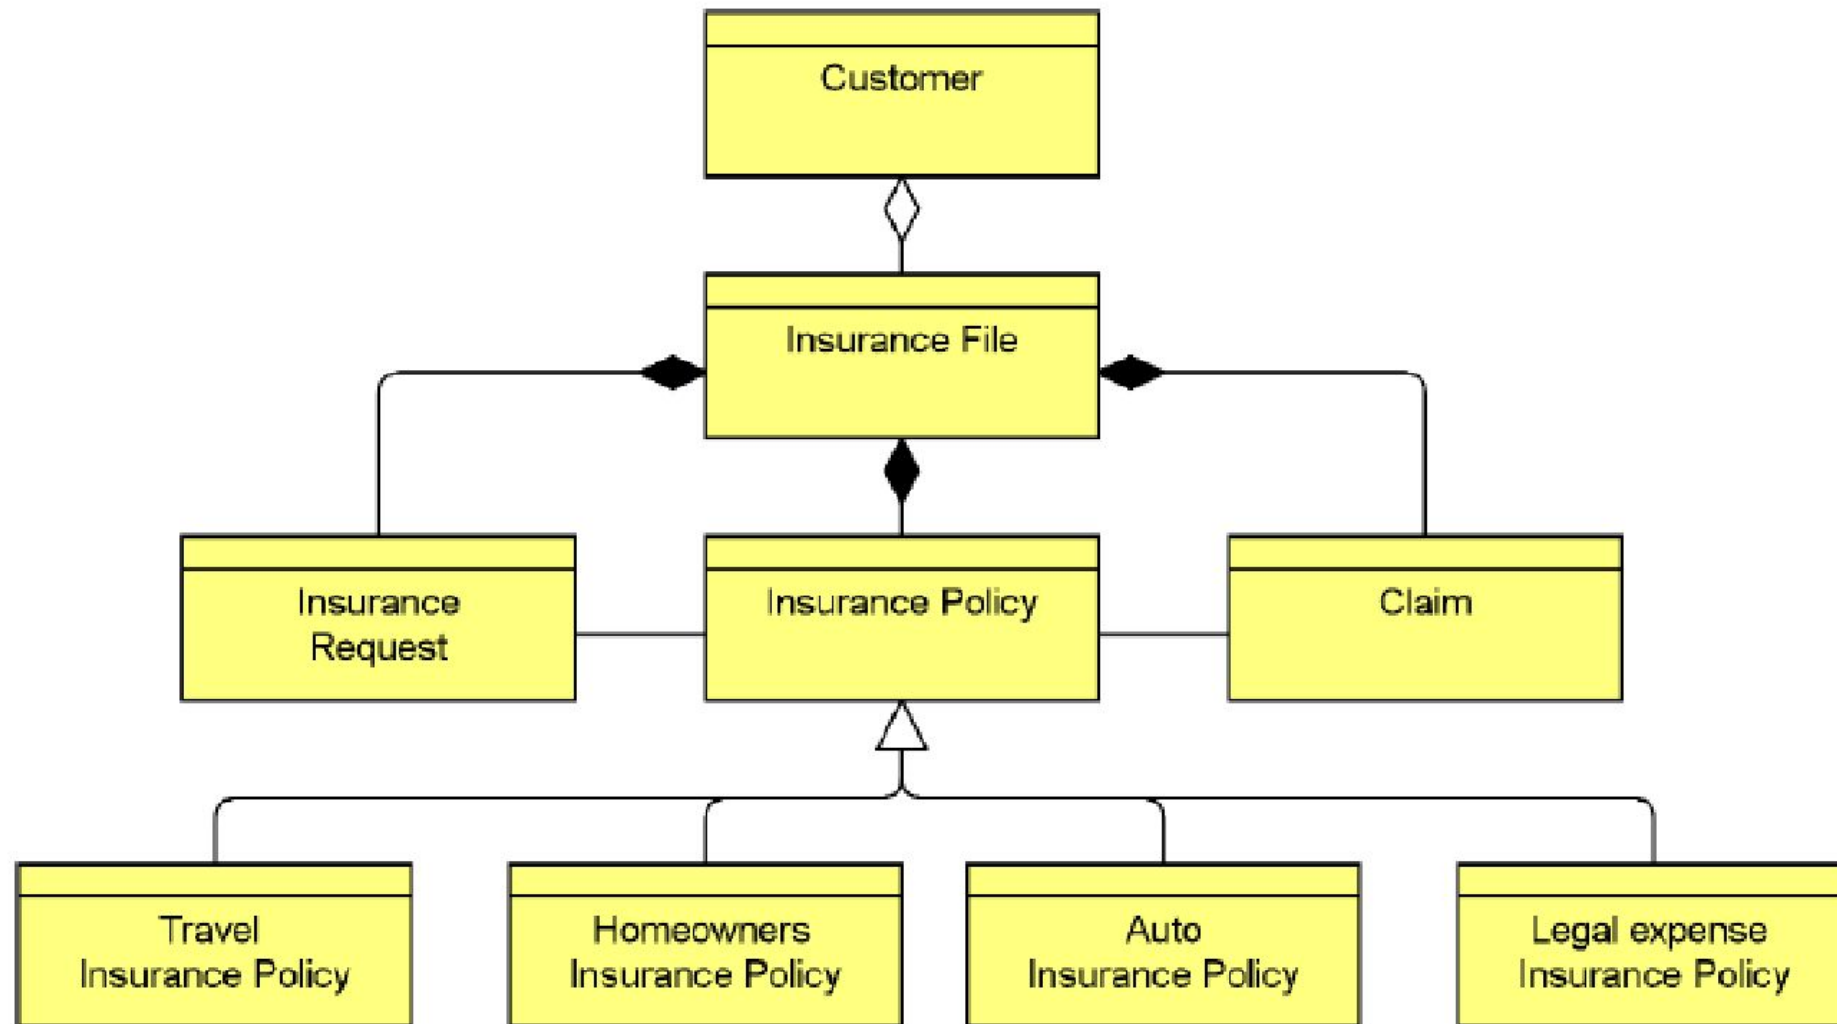 Customer
Insurance File
Insurance
Request
Insurance Policy
Claim
Travel
Insurance Policy
Homeowners
Insurance Policy
Auto
Insurance Policy
Legal expense
Insurance Policy